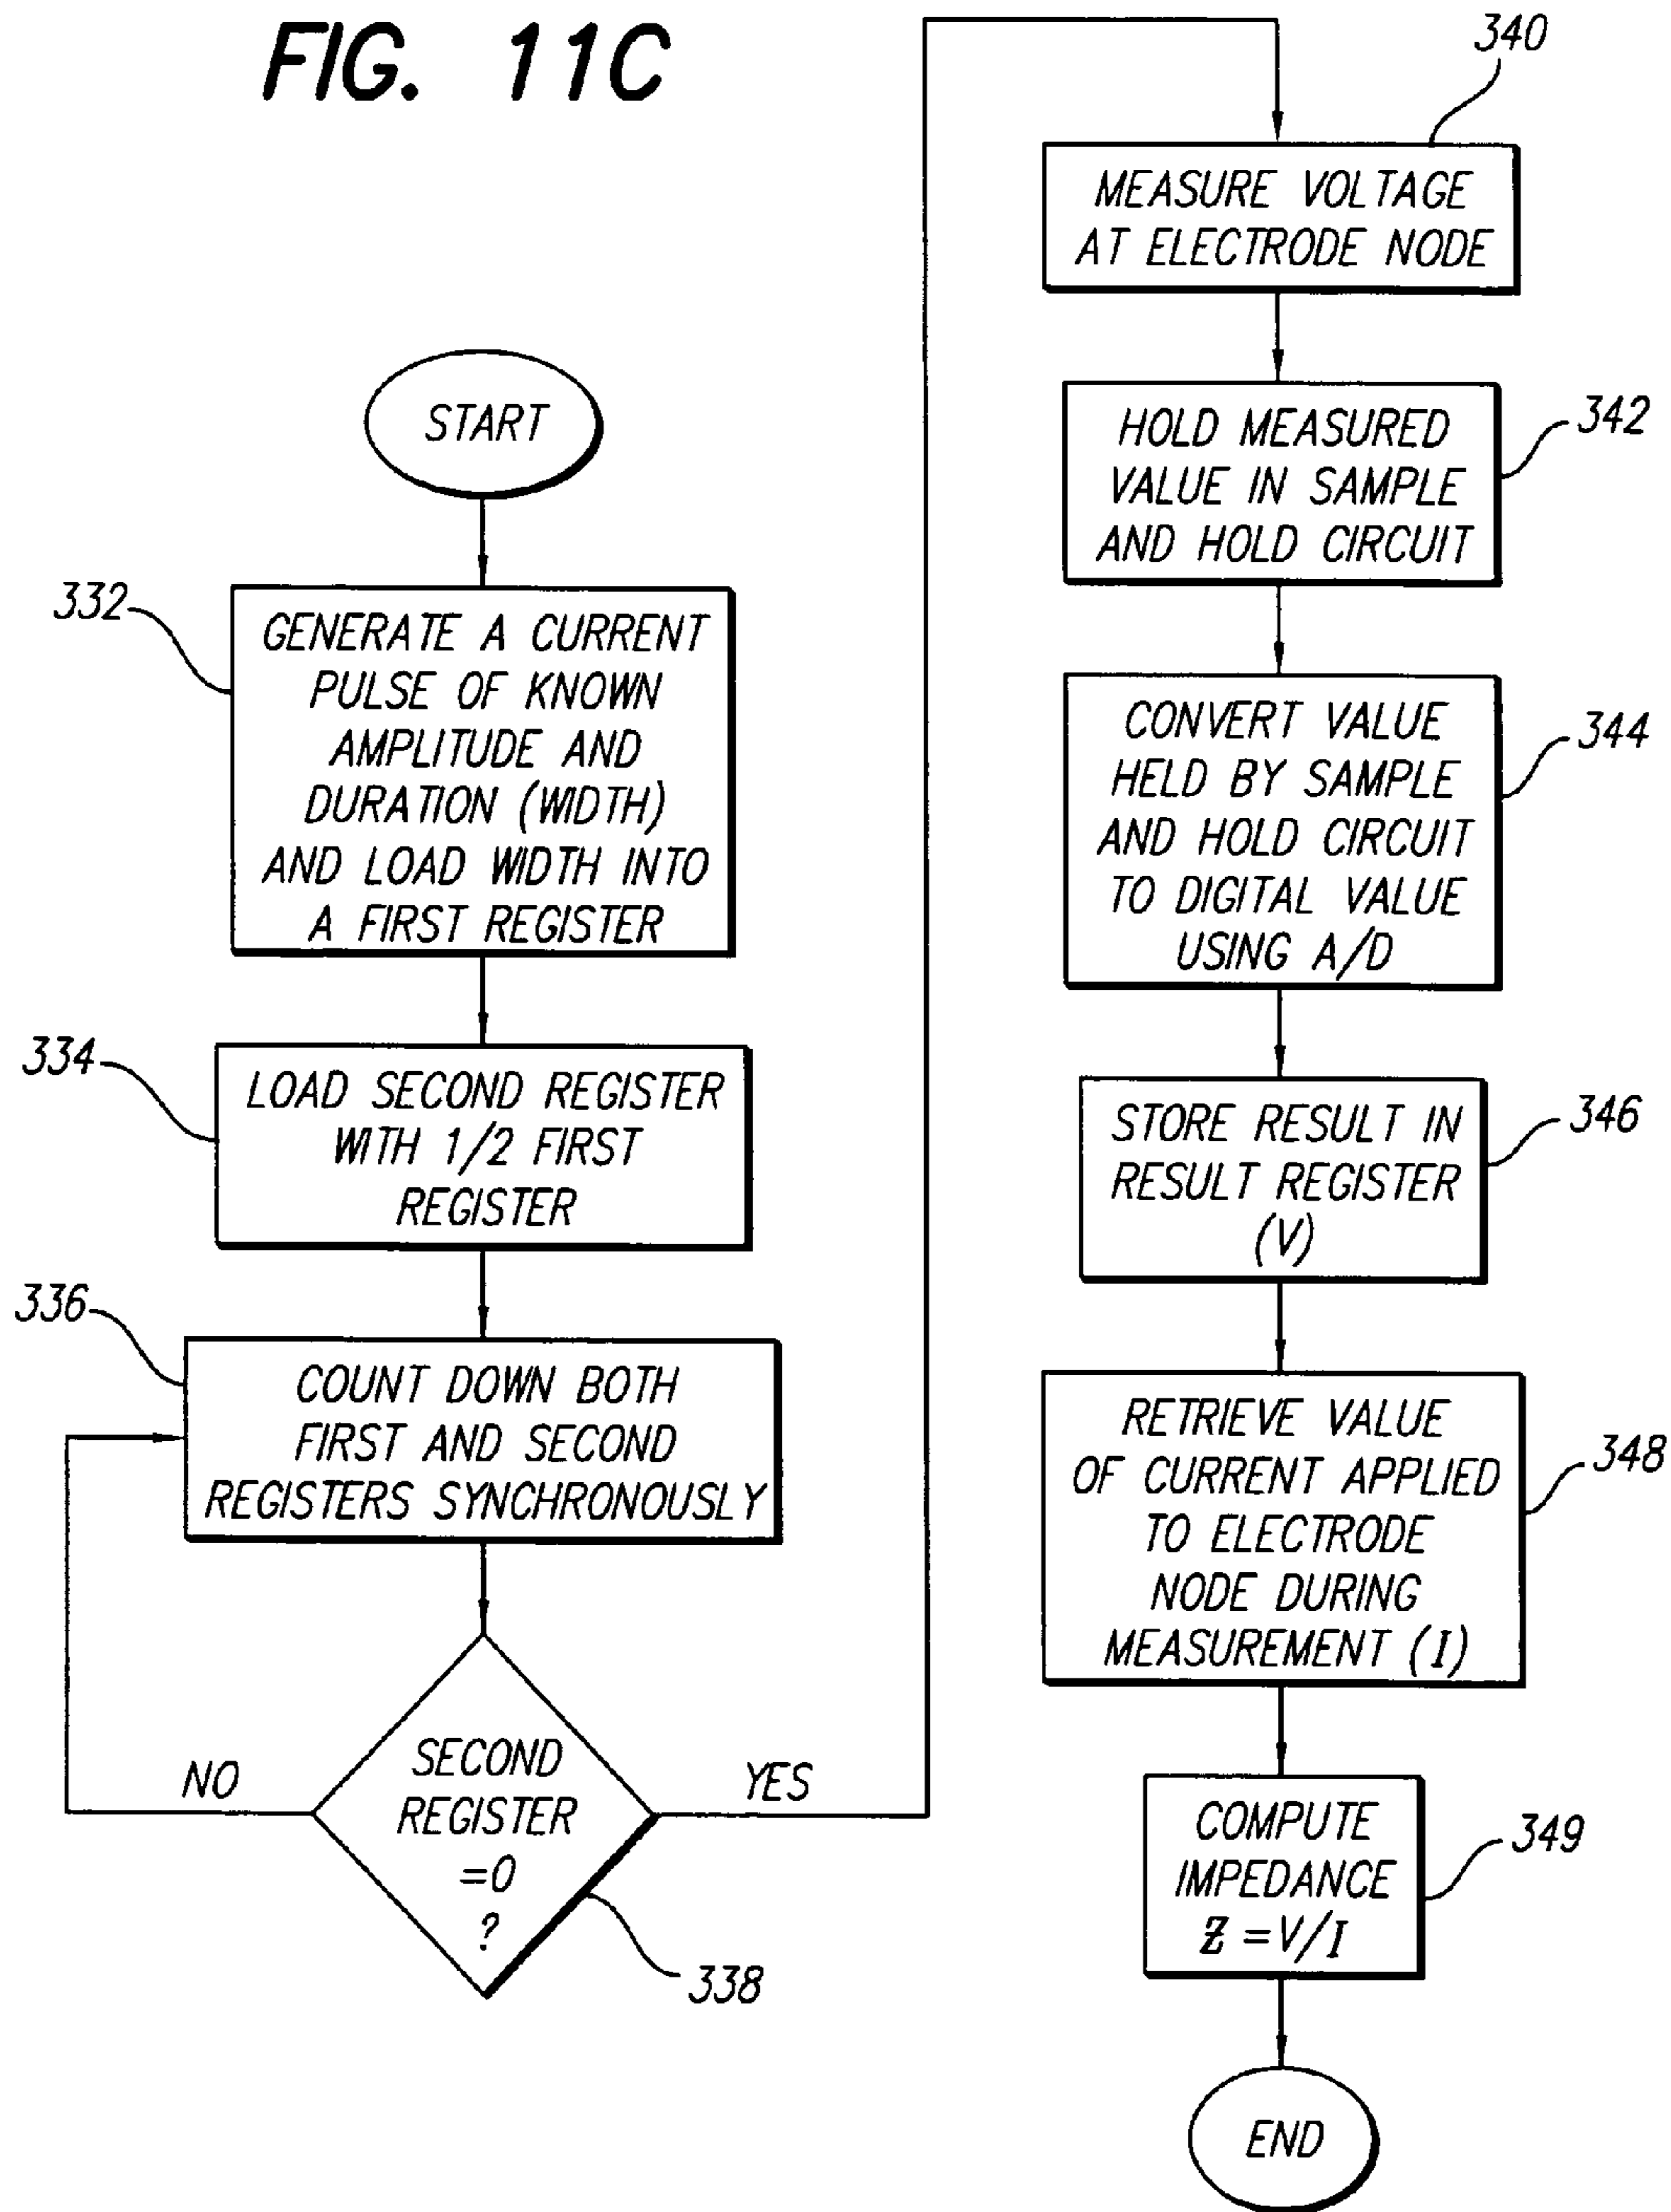 FIG. 11C
START
332
GENERATE A CURRENT
PULSE OF KNOWN
AMPLITUDE AND
DURATION (WIDTH)
AND LOAD WIDTH INTO
A FIRST REGISTER
334
LOAD SECOND REGISTER
WITH 1/2 FIRST
REGISTER
336
COUNT DOWN BOTH
FIRST AND SECOND
REGISTERS SYNCHRONOUSLY
SECOND
REGISTER
=0
?
NO
YES
338
340
MEASURE VOLTAGE
AT ELECTRODE NODE
342
HOLD MEASURED
VALUE IN SAMPLE
AND HOLD CIRCUIT
344
CONVERT VALUE
HELD BY SAMPLE
AND HOLD CIRCUIT
TO DIGITAL VALUE
USING A/D
346
STORE RESULT IN
RESULT REGISTER
(V)
348
RETRIEVE VALUE
OF CURRENT APPLIED
TO ELECTRODE
NODE DURING
MEASUREMENT (I)
349
COMPUTE
IMPEDANCE
Z=V/I
END